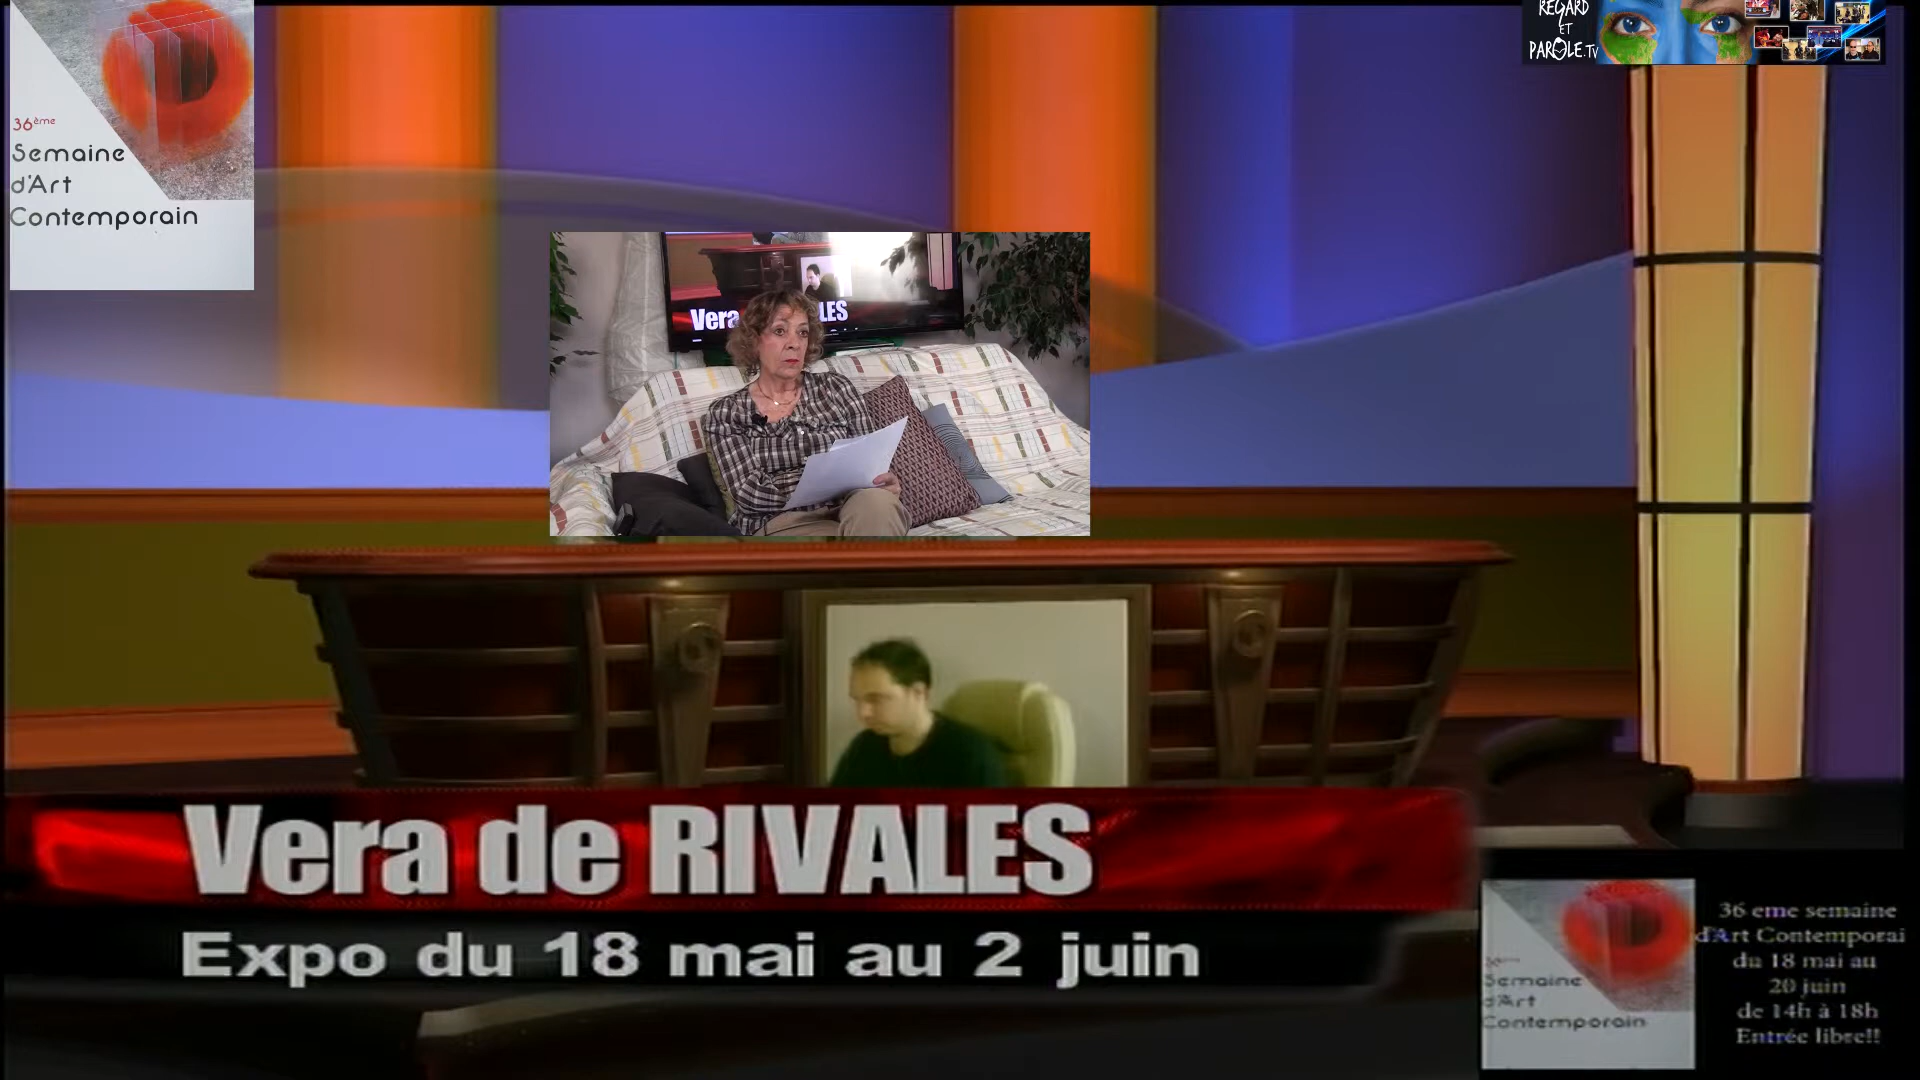 REGARD
ET
PAROLE.TV
36ème
Semaine
d'Art
Contemporain
Vera LES
Vera de RIVALES
Expo du 18 mai au 2 juin
Semaine
d'Art
Contemporain
36 eme semaine
d'Art Contemporai
du 18 mai au
20 juin
de 14h à 18h
Entrée libre!!